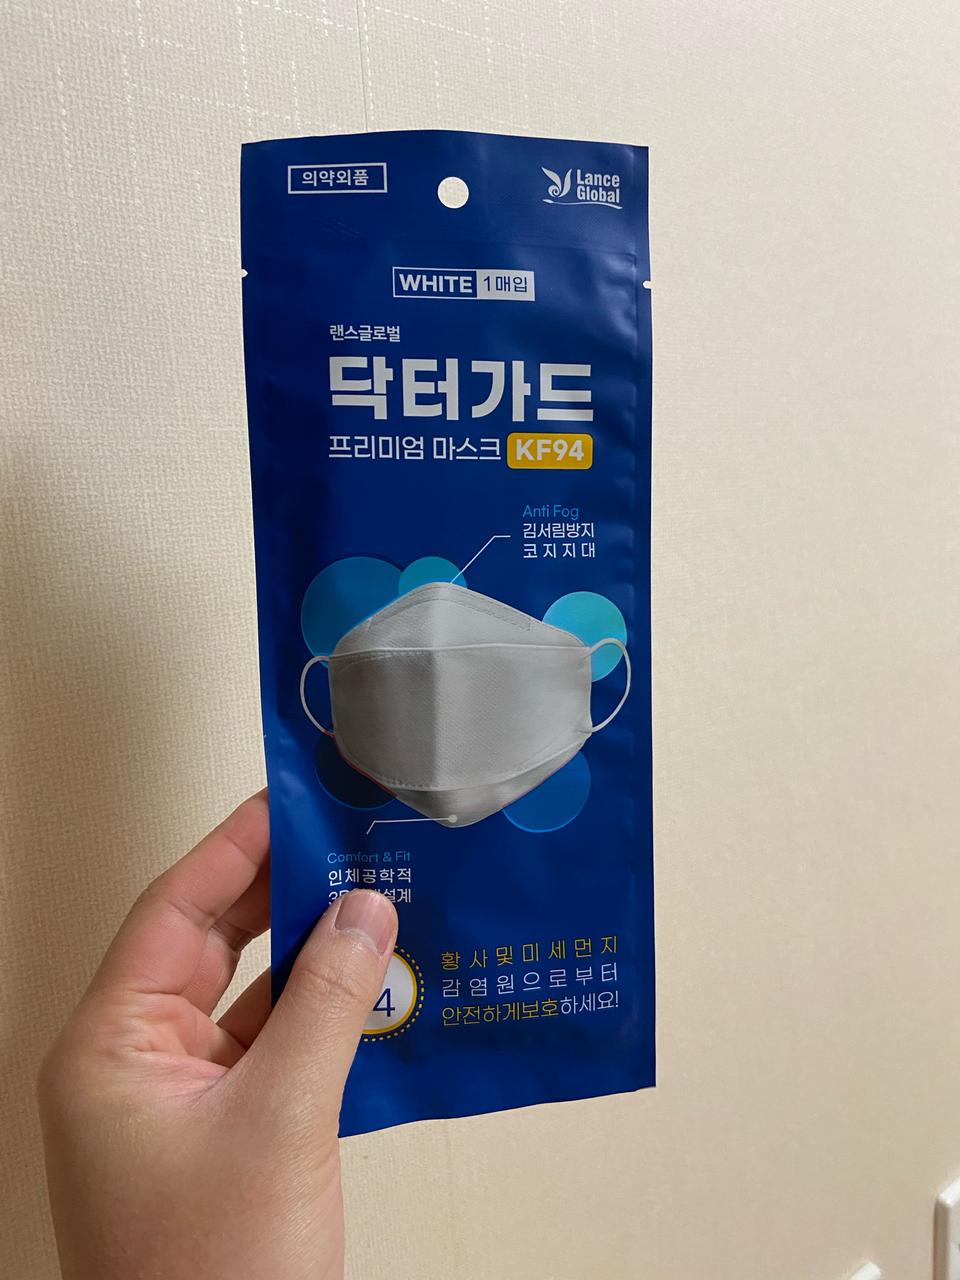 의약외품
Lance
Global
WHITE 1매입
랜스글로벌
닥터가드
프리미엄 마스크 KF94
Anti Fog
김서림방지
코지지대
Comfort & Fit
인체공학적
황사및미세먼지
감염원으로부터
안전하게보호하세요!